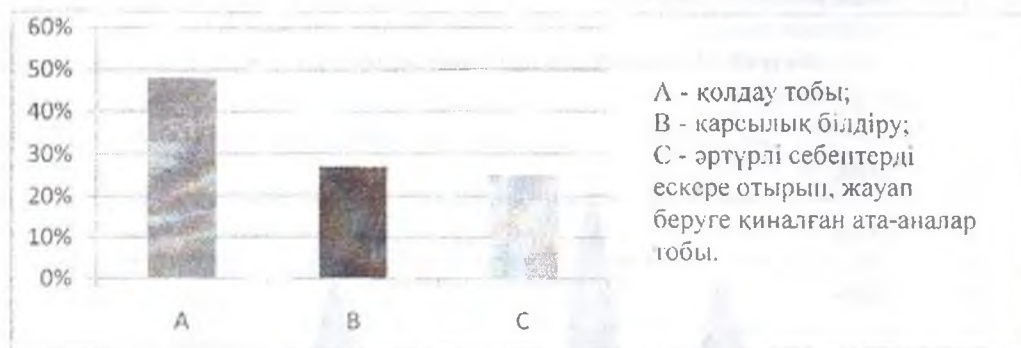 60%
50%
40%
30%
20%
10%
0%
A
B
C
А - қолдау тобы;
В - карсылық білдіру;
С - әртүрлі себептерді
ескере отырып, жауап
беруге қиналған ата-аналар
тобы.